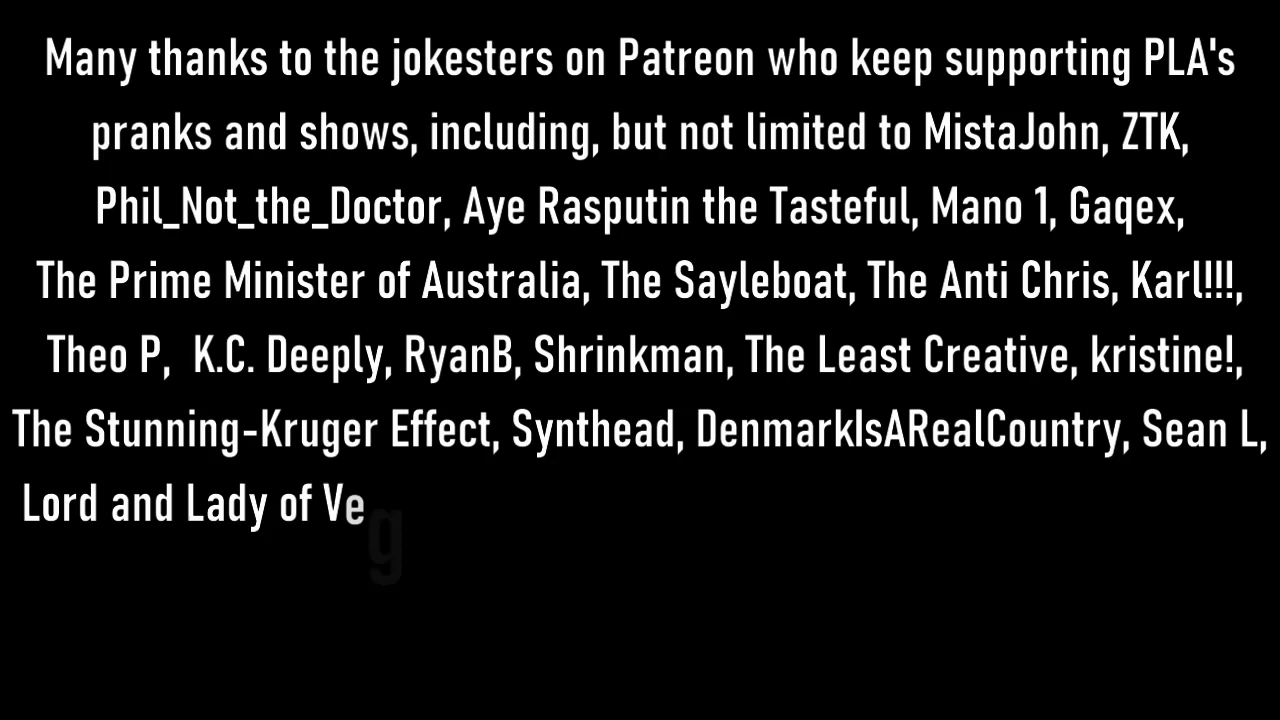 Many thanks to the jokesters on Patreon who keep supporting PLA's
pranks and shows, including, but not limited to MistaJohn, ZTK,
Phil_Not_the_Doctor, Aye Rasputin the Tasteful, Mano 1, Gaqex,
The Prime Minister of Australia, The Sayleboat, The Anti Chris, Karl!!!,
Theo P,  K.C. Deeply, RyanB, Shrinkman, The Least Creative, kristine!,
The Stunning-Kruger Effect, Synthead, DenmarkIsARealCountry, Sean L,
Lord and Lady of Veg